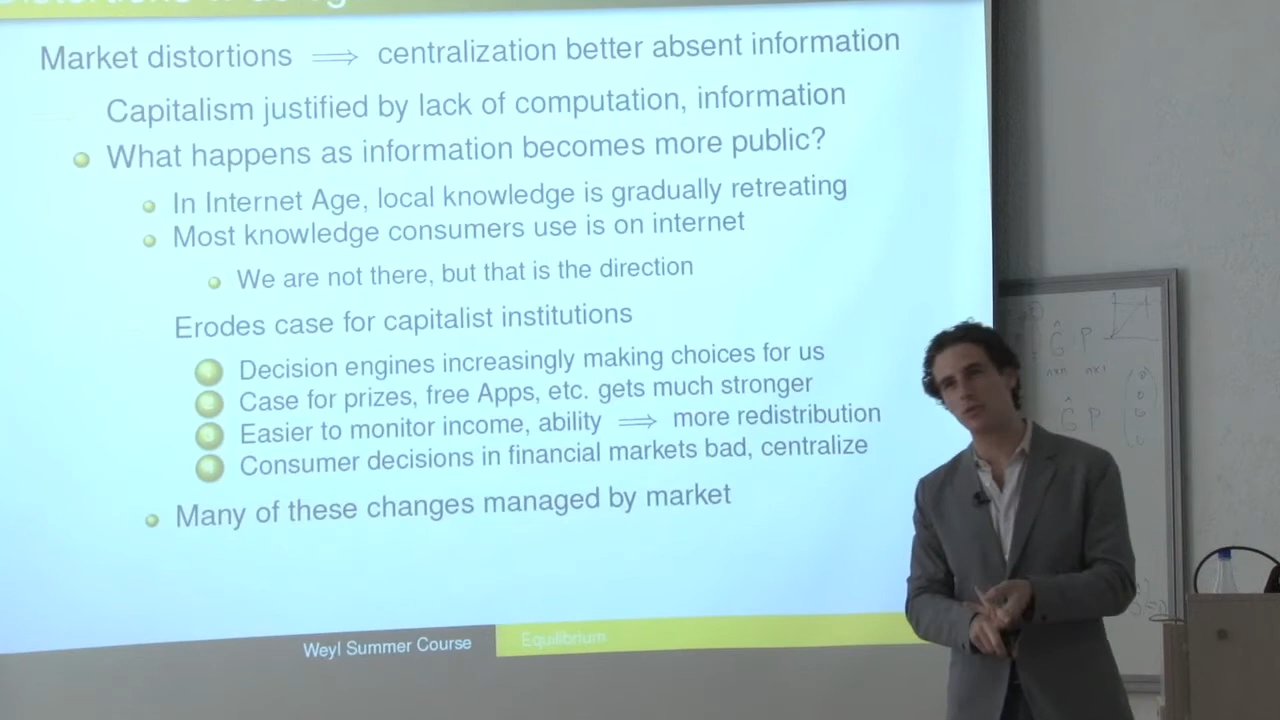 Market distortions ⟹ centralization better absent information
Capitalism justified by lack of computation, information
What happens as information becomes more public?
In Internet Age, local knowledge is gradually retreating
Most knowledge consumers use is on internet
We are not there, but that is the direction
Erodes case for capitalist institutions
Decision engines increasingly making choices for us
Case for prizes, free Apps, etc. gets much stronger
Easier to monitor income, ability ⟹ more redistribution
Consumer decisions in financial markets bad, centralize
Many of these changes managed by market
Weyl Summer Course
Equilibrium
Ĝ P
n×n n×1
Ĝ P